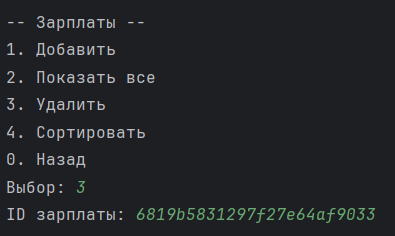 -- Зарплаты --
1. Добавить
2. Показать все
3. Удалить
4. Сортировать
0. Назад
Выбор: 3
ID зарплаты: 6819b5831297f27e64af9033